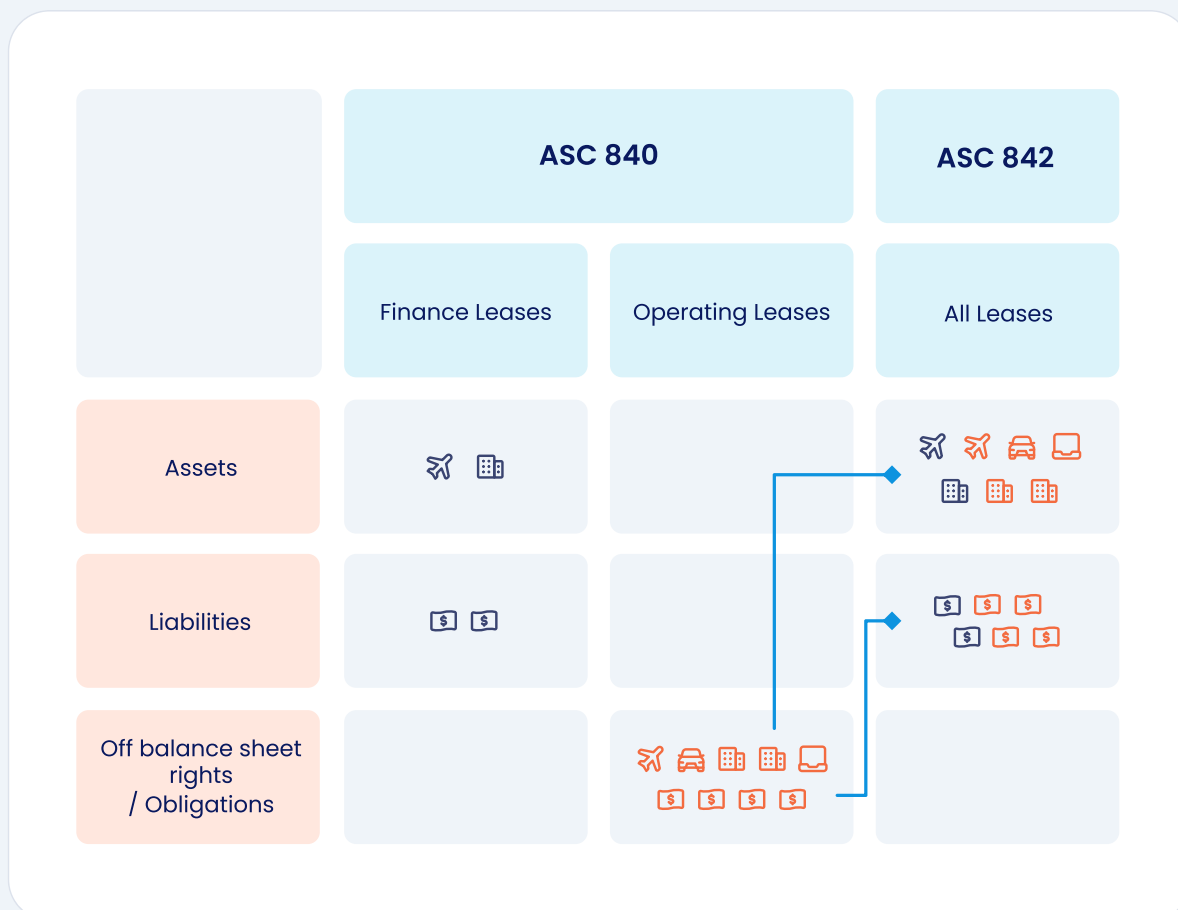 ASC 840
ASC 842
Finance Leases
Operating Leases
All Leases
Assets
Liabilities
$ $
$ $ $
$ $ $
Off balance sheet
rights
/ Obligations
$ $ $ $